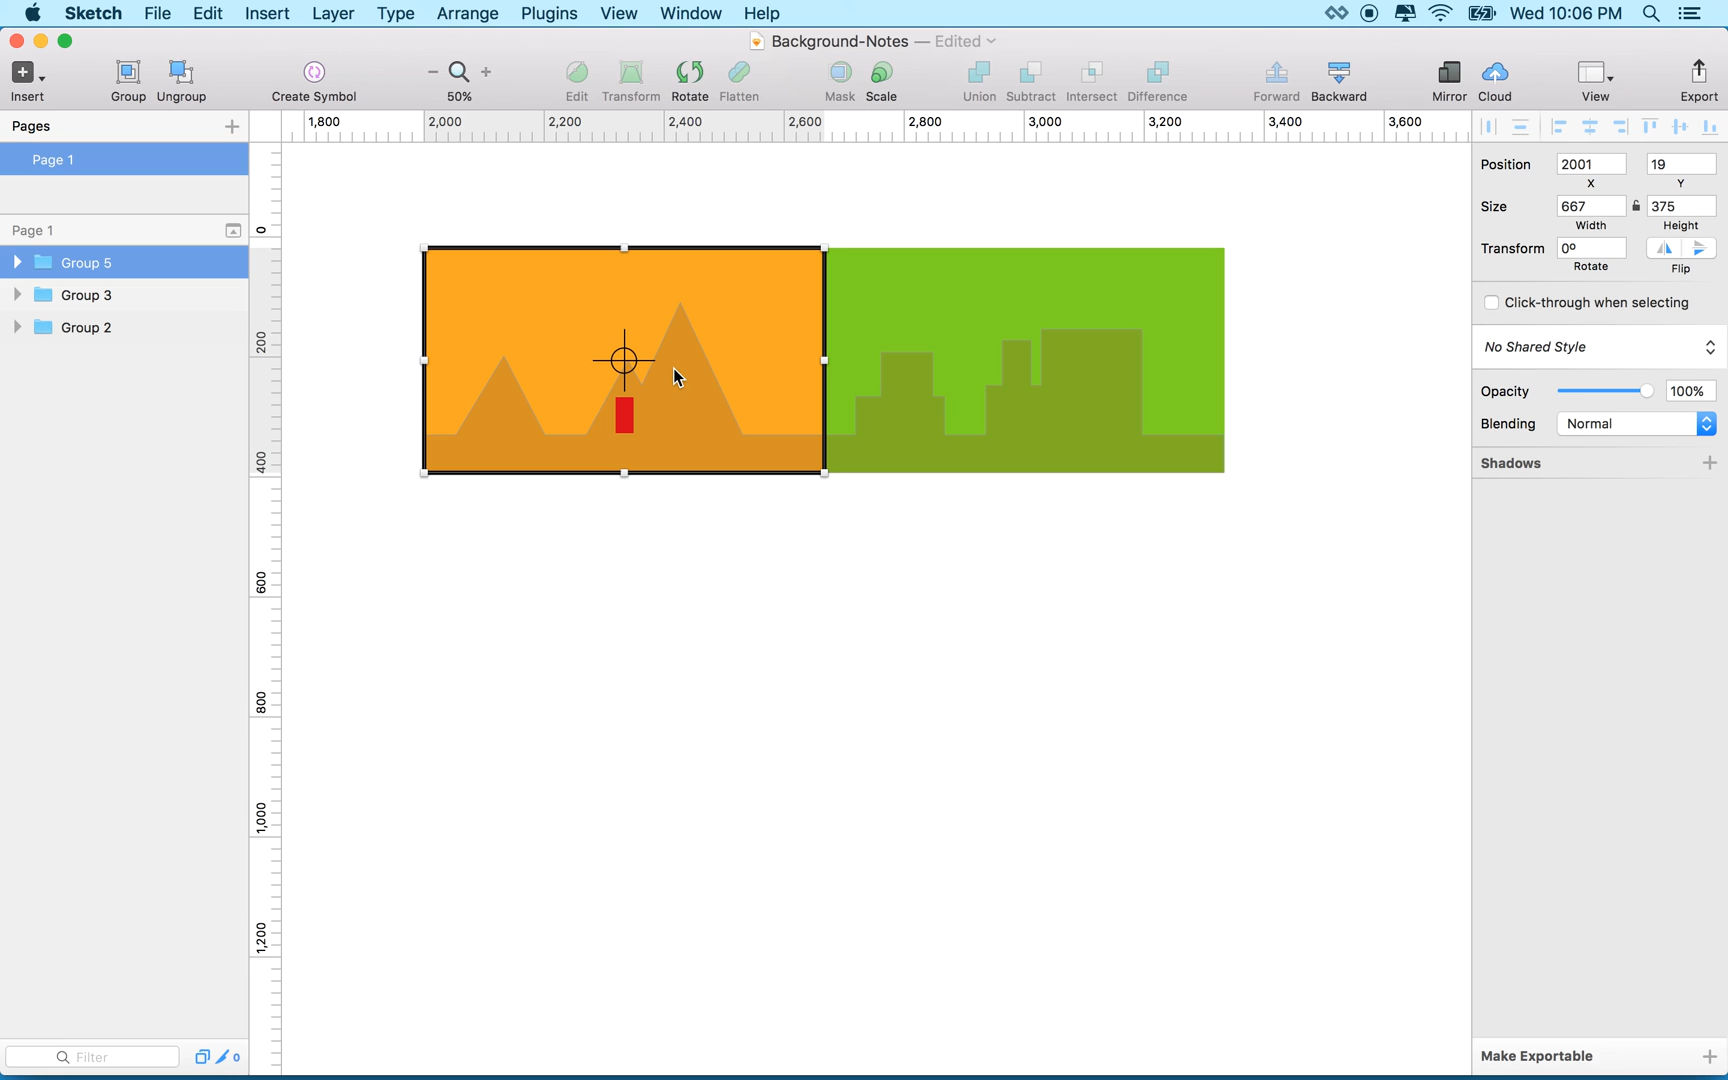 Sketch File Edit Insert Layer Type Arrange Plugins View Window Help Wed 10:06 PM
Background-Notes — Edited
Insert Group Ungroup Create Symbol 50% Edit Transform Rotate Flatten Mask Scale Union Subtract Intersect Difference Forward Backward Mirror Cloud View Export
Pages
1,800 2,000 2,200 2,400 2,600 2,800 3,000 3,200 3,400 3,600
Page 1
Page 1
Group 5
Group 3
Group 2
0
200
400
600
800
1,000
1,200
Position 2001 19
X Y
Size 667 375
Width Height
Transform 0º
Rotate Flip
Click-through when selecting
No Shared Style
Opacity 100%
Blending Normal
Shadows
Filter 0
Make Exportable